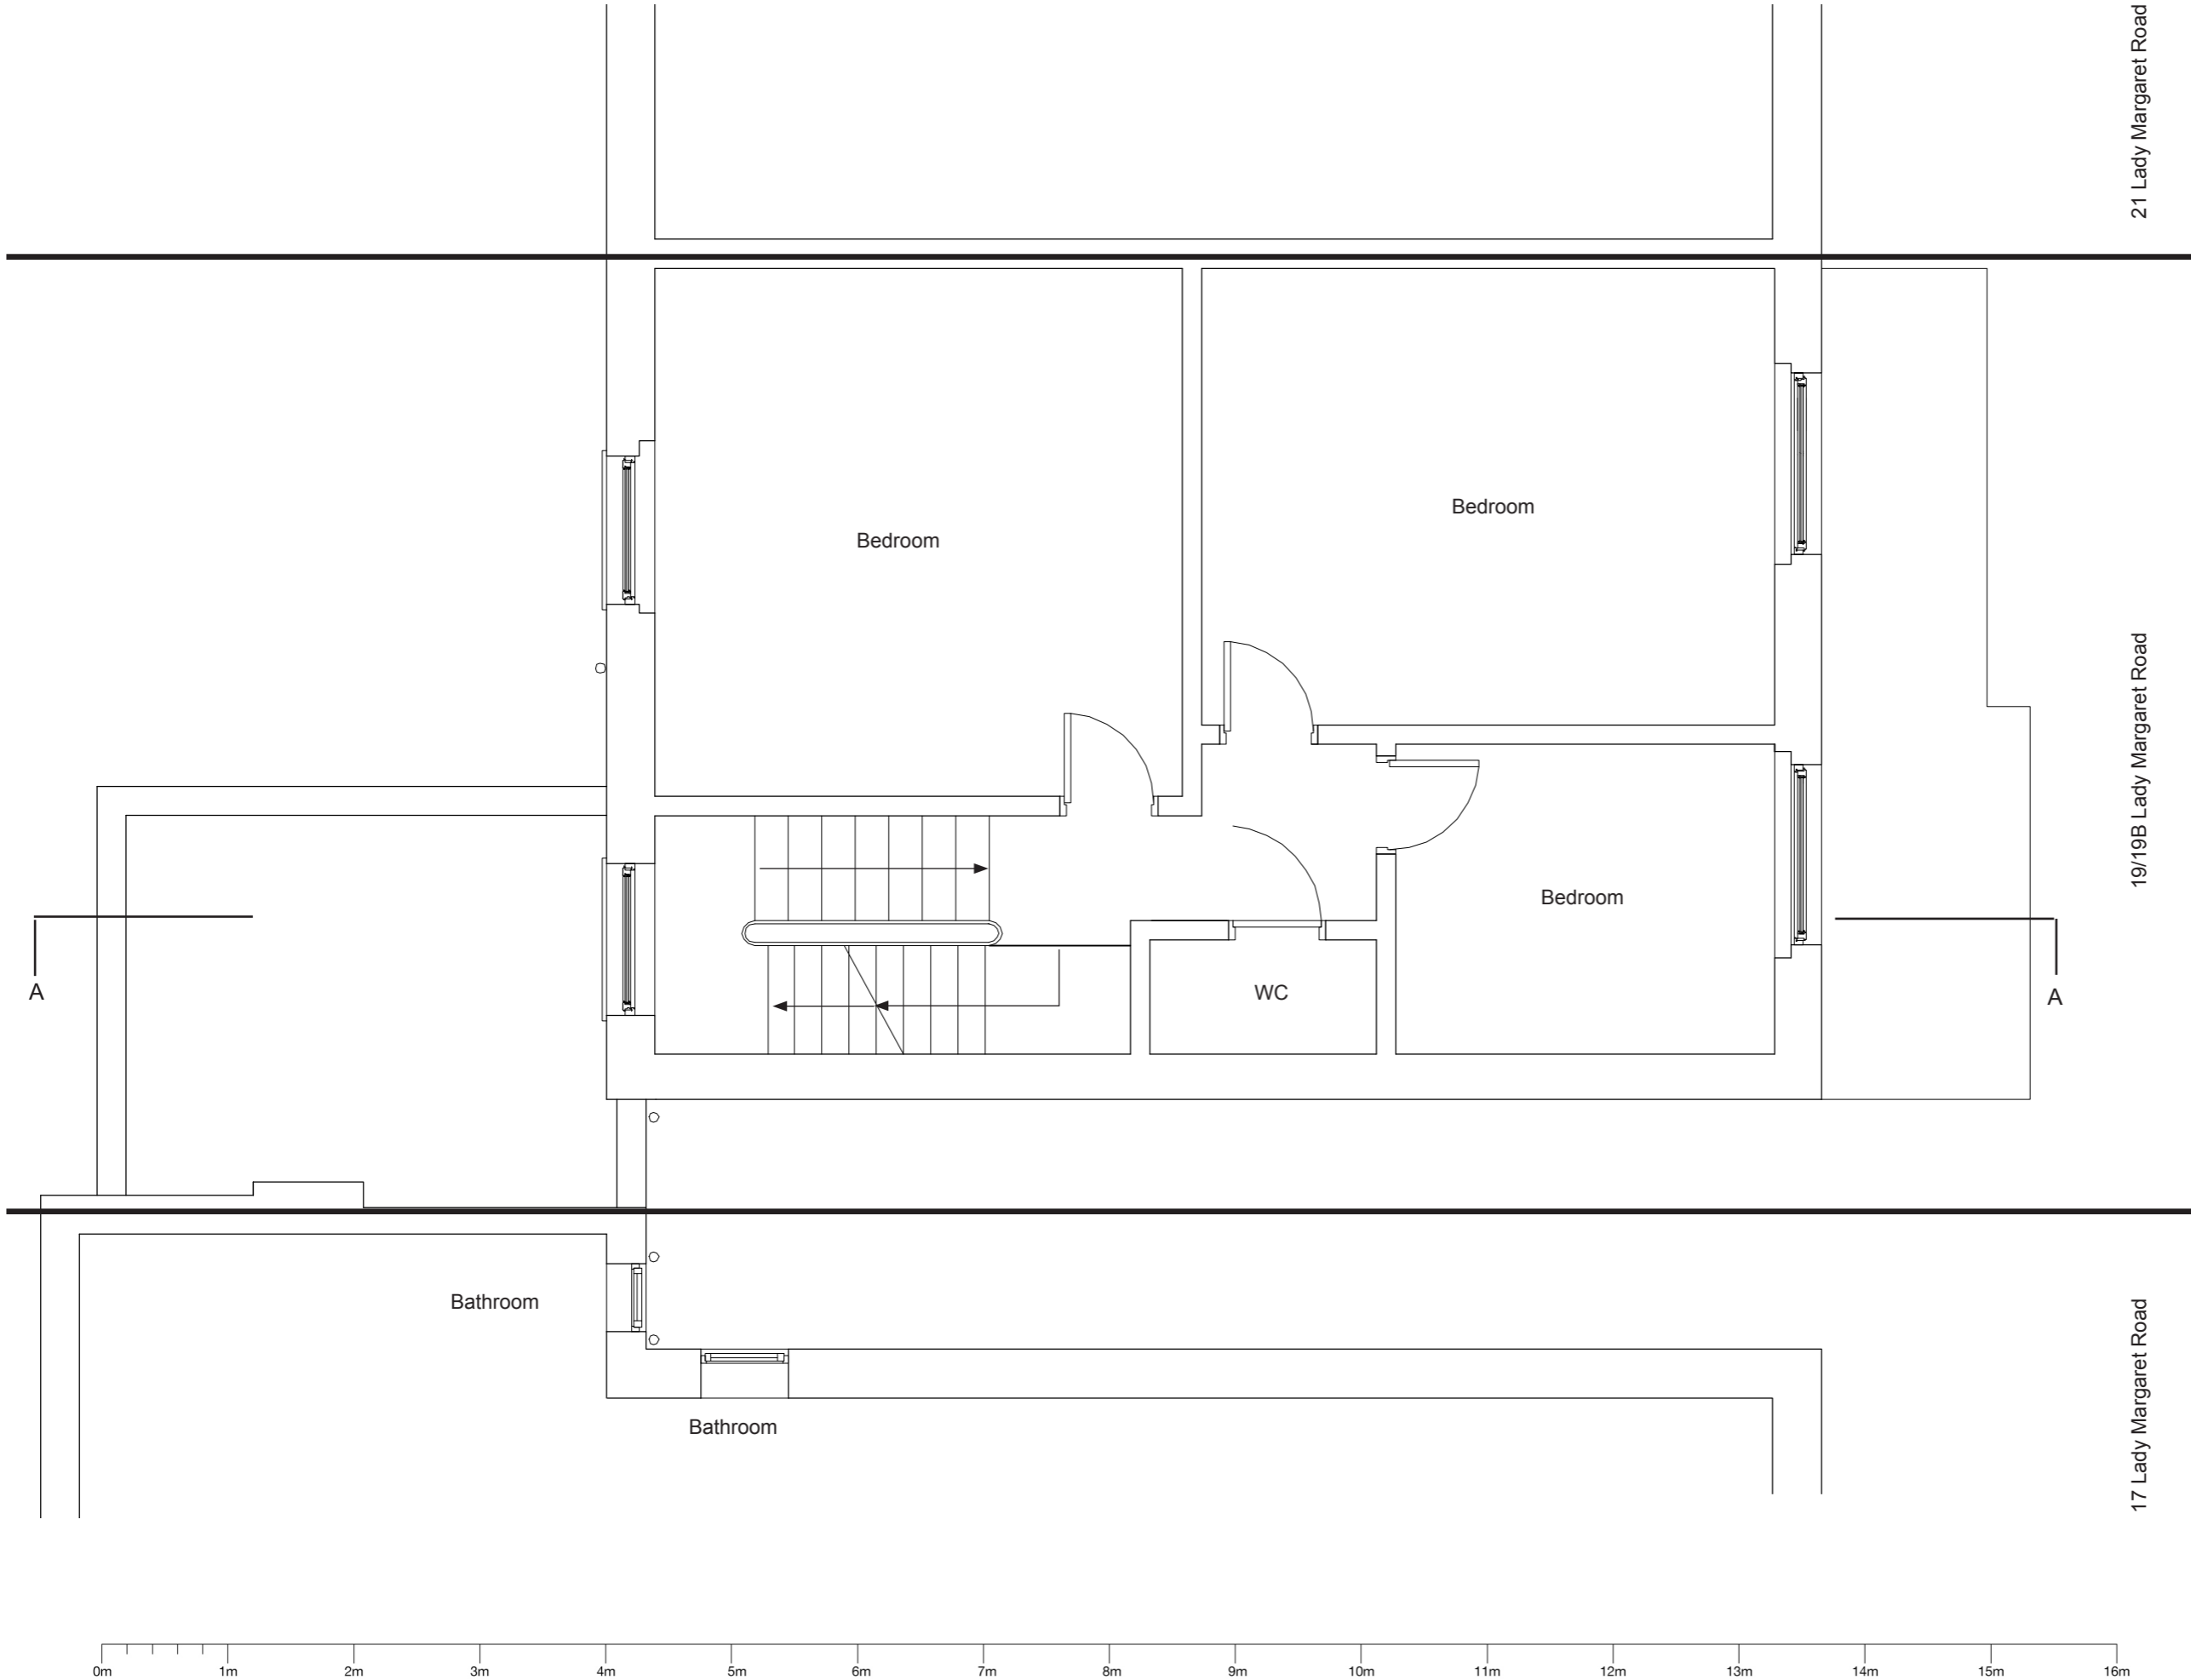 21 Lady Margaret Road
Bedroom
Bedroom
19/19B Lady Margaret Road
Bedroom
A
WC
A
Bathroom
17 Lady Margaret Road
Bathroom
0m 1m 2m 3m 4m 5m 6m 7m 8m 9m 10m 11m 12m 13m 14m 15m 16m